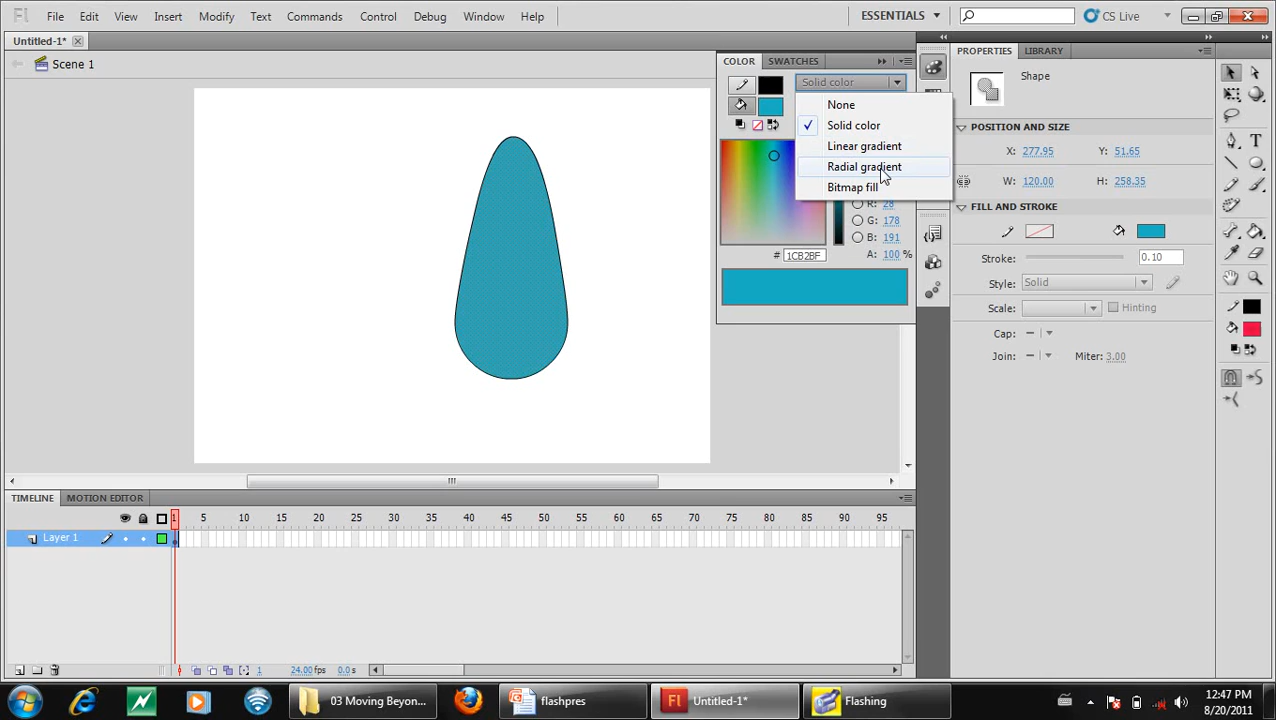 Fl File Edit View Insert Modify Text Commands Control Debug Window Help ESSENTIALS CS Live
Untitled-1*
Scene 1
COLOR SWATCHES
Solid color
None
Solid color
Linear gradient
Radial gradient
Bitmap fill
R: 28
G: 178
B: 191
# 1CB2BF A: 100 %
PROPERTIES LIBRARY
Shape
POSITION AND SIZE
X: 277.95 Y: 51.65
W: 120.00 H: 258.35
FILL AND STROKE
Stroke: 0.10
Style: Solid
Scale: Hinting
Cap:
Join: Miter: 3.00
T
TIMELINE MOTION EDITOR
1 5 10 15 20 25 30 35 40 45 50 55 60 65 70 75 80 85 90 95
Layer 1
1 24.00 fps 0.0 s
03 Moving Beyon... flashpres Fl Untitled-1* Flashing
12:47 PM
8/20/2011